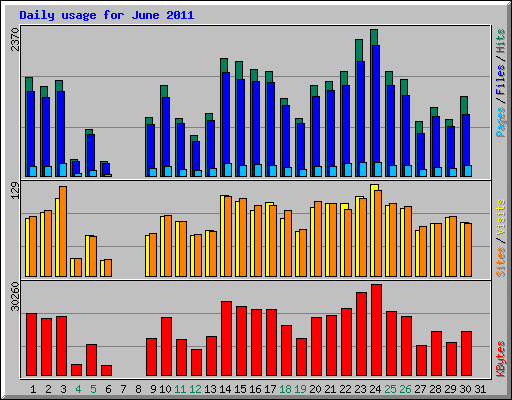 Daily usage for June 2011
2370
Pages / Files / Hits
129
Sites / Visits
30260
KBytes
1 2 3 4 5 6 7 8 9 10 11 12 13 14 15 16 17 18 19 20 21 22 23 24 25 26 27 28 29 30 31